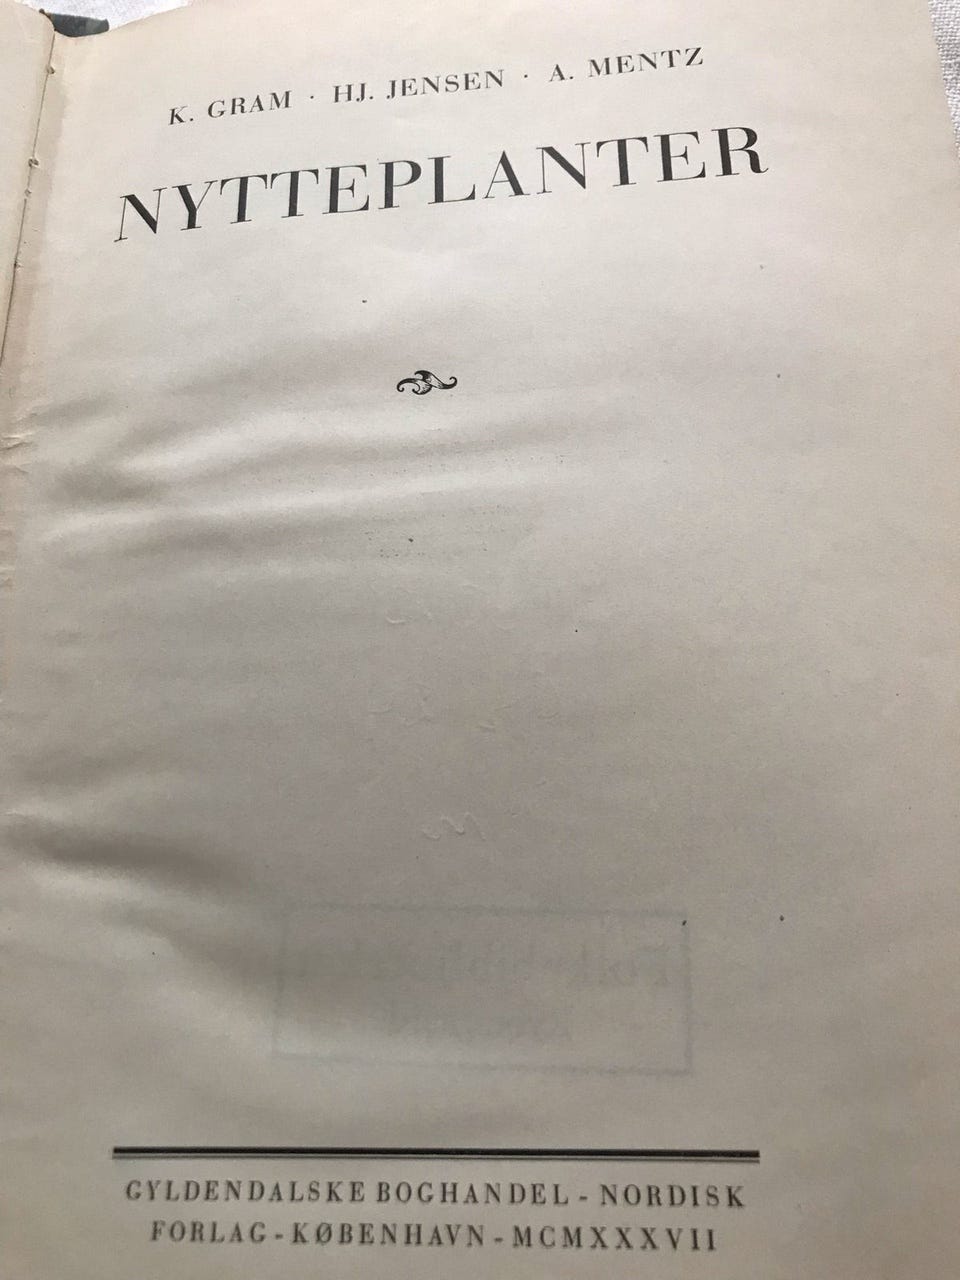 K. GRAM · HJ. JENSEN · A. MENTZ
NYTTEPLANTER
GYLDENDALSKE BOGHANDEL - NORDISK
FORLAG - KØBENHAVN - MCMXXXVII